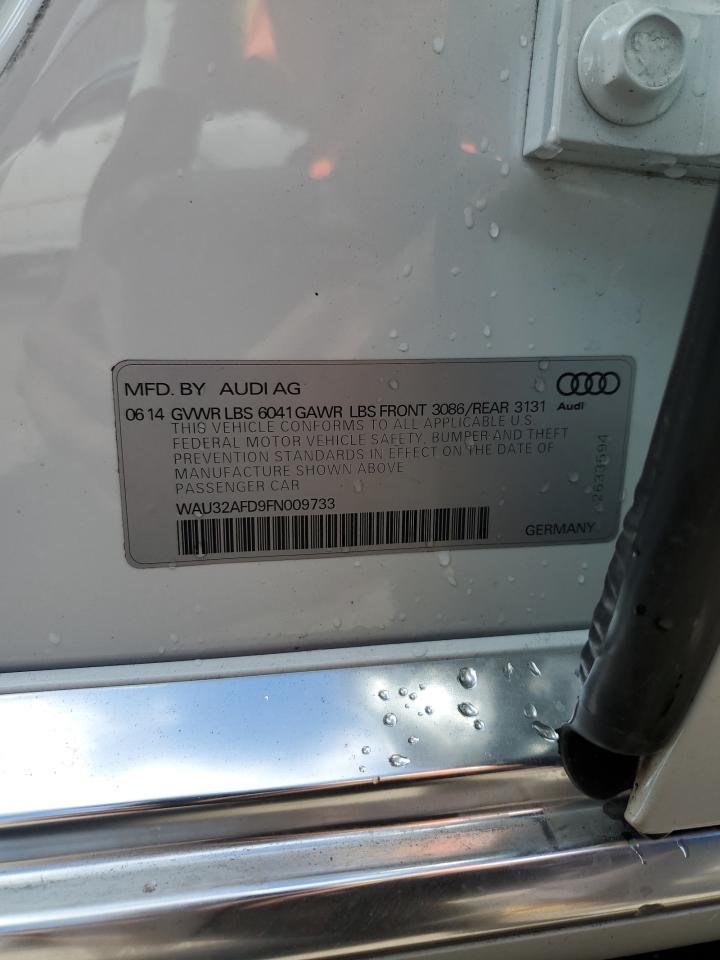 MFD. BY AUDI AG
06 14 GVWR LBS 6041 GAWR LBS FRONT 3086/REAR 3131
Audi
THIS VEHICLE CONFORMS TO ALL APPLICABLE U.S.
FEDERAL MOTOR VEHICLE SAFETY, BUMPER AND THEFT
PREVENTION STANDARDS IN EFFECT ON THE DATE OF
MANUFACTURE SHOWN ABOVE
PASSENGER CAR
WAU32AFD9FN009733
GERMANY
2533594